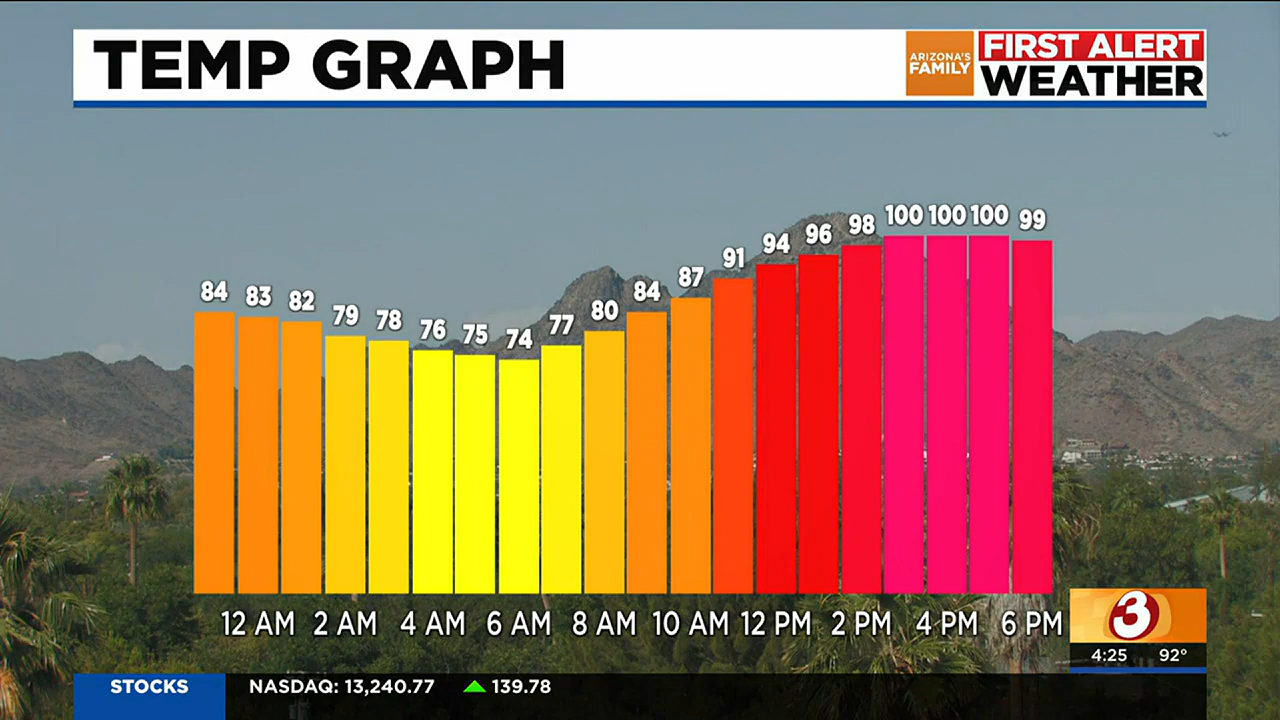 TEMP GRAPH
ARIZONA'S
FAMILY
FIRST ALERT
WEATHER
84 83 82 79 78 76 75 74 77 80 84 87 91 94 96 98 100 100 100 99
12 AM 2 AM 4 AM 6 AM 8 AM 10 AM 12 PM 2 PM 4 PM 6 PM
3
4:25 92°
STOCKS NASDAQ: 13,240.77 139.78